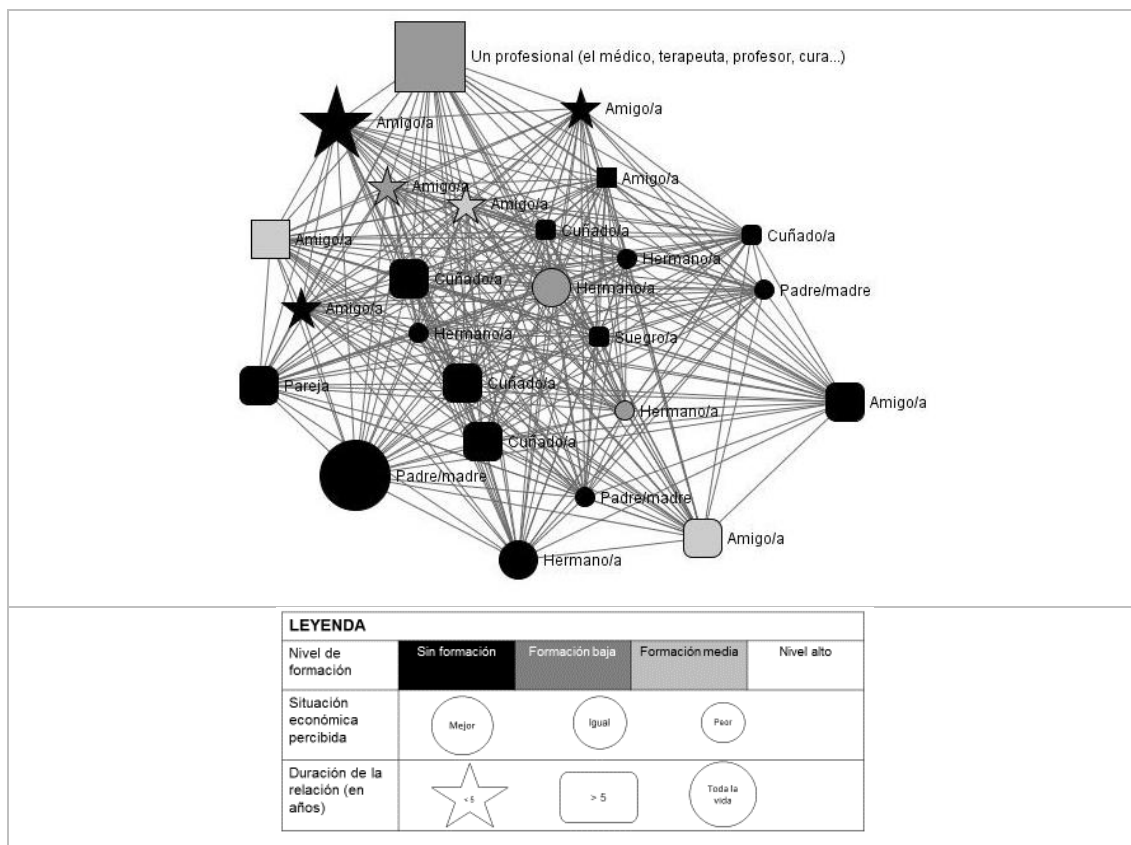 Un profesional (el médico, terapeuta, profesor, cura...)
Amigo/a
Amigo/a
Amigo/a
Amigo/a
Amigo/a
Cuñado/a
Cuñado/a
Amigo/a
Hermano/a
Cuñado/a
Hermano/a
Padre/madre
Amigo/a
Hermano/a
Suegro/a
Pareja
Cuñado/a
Amigo/a
Hermano/a
Cuñado/a
Padre/madre
Padre/madre
Amigo/a
Hermano/a
LEYENDA
Nivel de
formación
Sin formación
Formación baja
Formación media
Nivel alto
Situación
económica
percibida
Mejor
Igual
Peor
Duración de la
relación (en
años)
< 5
> 5
Toda la
vida